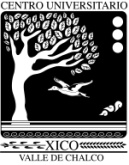 CENTRO UNIVERSITARIO
XICO
VALLE DE CHALCO